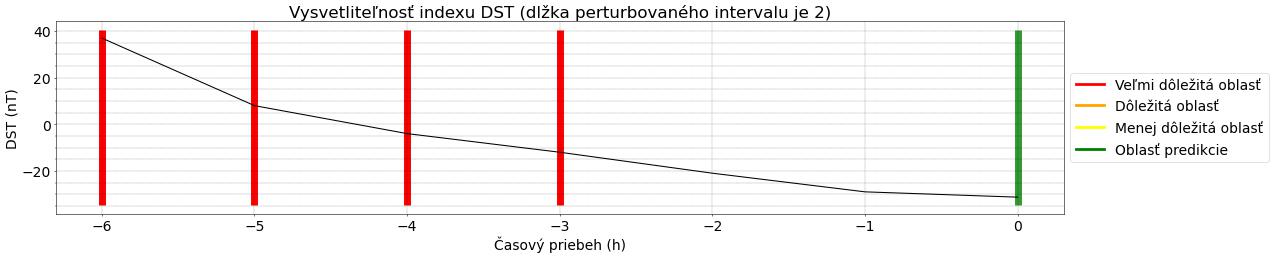 Vysvetliteľnosť indexu DST (dĺžka perturbovaného intervalu je 2)
DST (nT)
40
20
0
−20
−6 −5 −4 −3 −2 −1 0
Časový priebeh (h)
Veľmi dôležitá oblasť
Dôležitá oblasť
Menej dôležitá oblasť
Oblasť predikcie